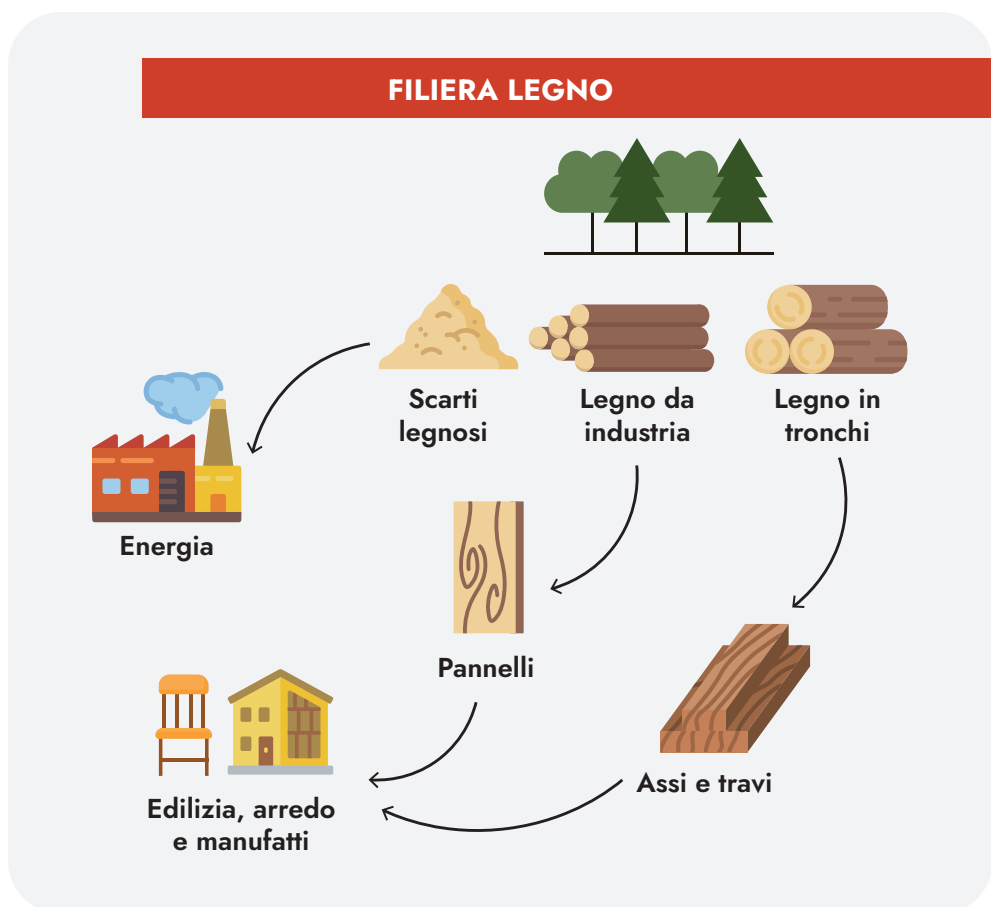 FILIERA LEGNO
Scarti
legnosi
Legno da
industria
Legno in
tronchi
Energia
Pannelli
Assi e travi
Edilizia, arredo
e manufatti